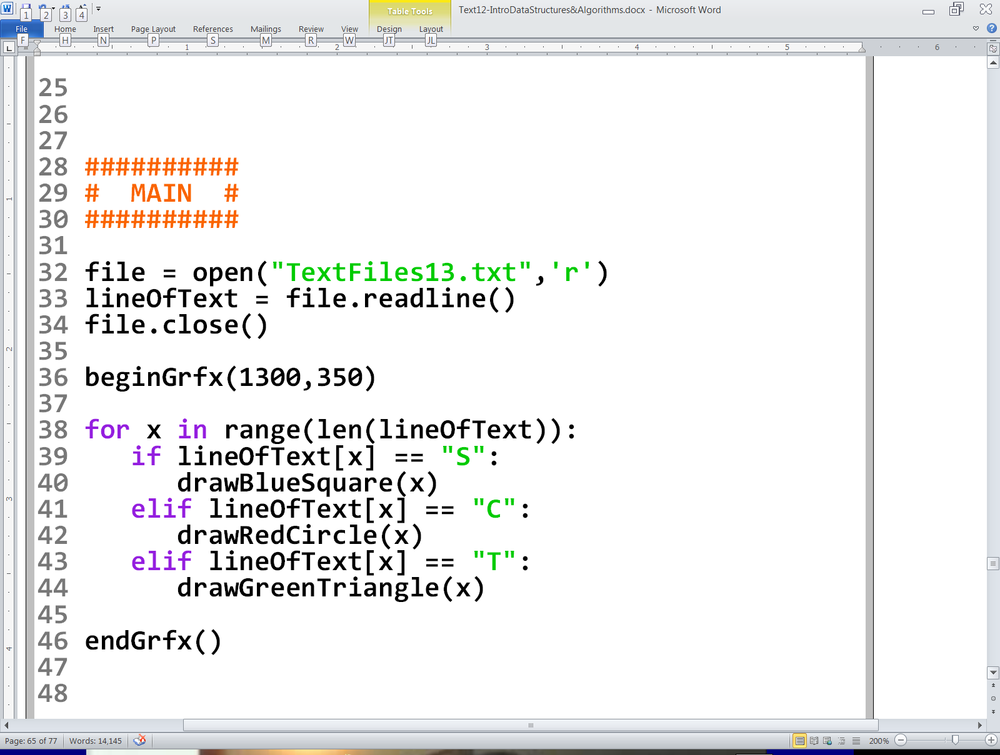 1 2 3 4
Table Tools
Text12-IntroDataStructures&Algorithms.docx - Microsoft Word
File Home Insert Page Layout References Mailings Review View Design Layout
F H N P S M R W JT JL
1 2 3 4 5 6
25
26
27
28 ##########
29 #  MAIN  #
30 ##########
31
32 file = open("TextFiles13.txt",'r')
33 lineOfText = file.readline()
34 file.close()
35
36 beginGrfx(1300,350)
37
38 for x in range(len(lineOfText)):
39    if lineOfText[x] == "S":
40       drawBlueSquare(x)
41    elif lineOfText[x] == "C":
42       drawRedCircle(x)
43    elif lineOfText[x] == "T":
44       drawGreenTriangle(x)
45
46 endGrfx()
47
48
1
2
3
4
Page: 65 of 77 Words: 14,145 200%